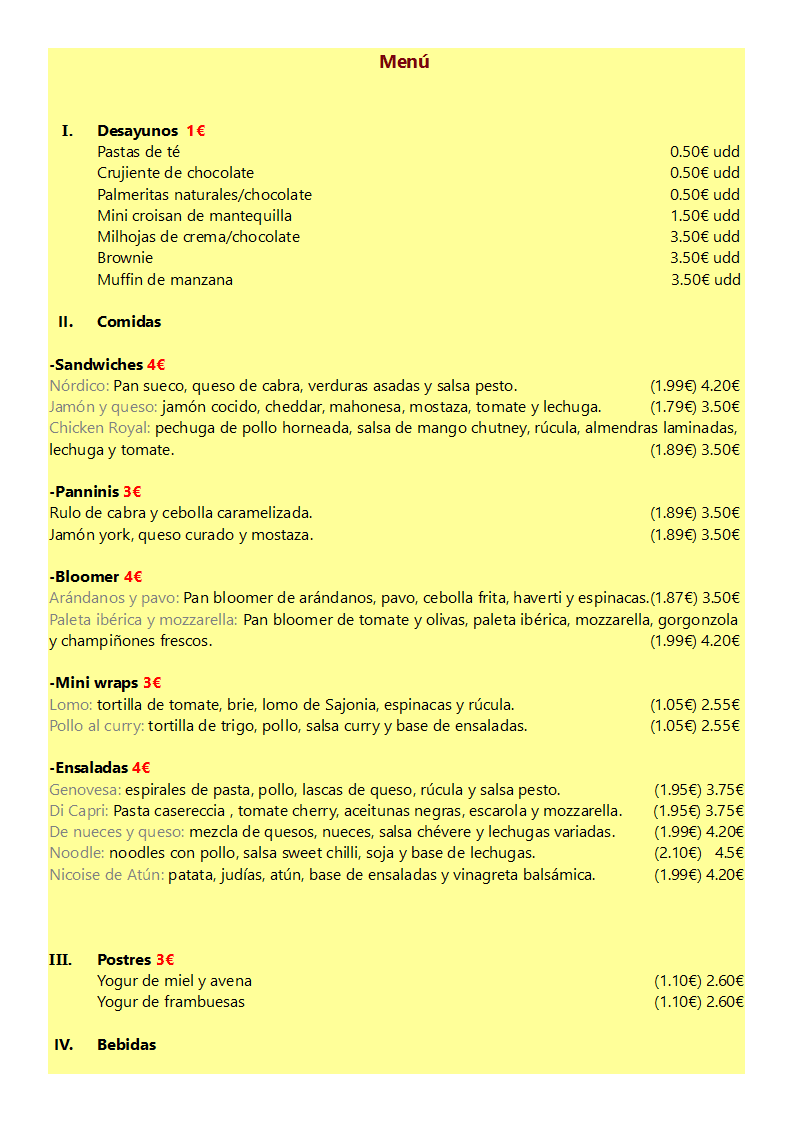 Menú
I. Desayunos 1€
Pastas de té 0.50€ udd
Crujiente de chocolate 0.50€ udd
Palmeritas naturales/chocolate 0.50€ udd
Mini croisan de mantequilla 1.50€ udd
Milhojas de crema/chocolate 3.50€ udd
Brownie 3.50€ udd
Muffin de manzana 3.50€ udd
II. Comidas
-Sandwiches 4€
Nórdico: Pan sueco, queso de cabra, verduras asadas y salsa pesto. (1.99€) 4.20€
Jamón y queso: jamón cocido, cheddar, mahonesa, mostaza, tomate y lechuga. (1.79€) 3.50€
Chicken Royal: pechuga de pollo horneada, salsa de mango chutney, rúcula, almendras laminadas,
lechuga y tomate. (1.89€) 3.50€
-Panninis 3€
Rulo de cabra y cebolla caramelizada. (1.89€) 3.50€
Jamón york, queso curado y mostaza. (1.89€) 3.50€
-Bloomer 4€
Arándanos y pavo: Pan bloomer de arándanos, pavo, cebolla frita, haverti y espinacas.(1.87€) 3.50€
Paleta ibérica y mozzarella: Pan bloomer de tomate y olivas, paleta ibérica, mozzarella, gorgonzola
y champiñones frescos. (1.99€) 4.20€
-Mini wraps 3€
Lomo: tortilla de tomate, brie, lomo de Sajonia, espinacas y rúcula. (1.05€) 2.55€
Pollo al curry: tortilla de trigo, pollo, salsa curry y base de ensaladas. (1.05€) 2.55€
-Ensaladas 4€
Genovesa: espirales de pasta, pollo, lascas de queso, rúcula y salsa pesto. (1.95€) 3.75€
Di Capri: Pasta casereccia , tomate cherry, aceitunas negras, escarola y mozzarella. (1.95€) 3.75€
De nueces y queso: mezcla de quesos, nueces, salsa chévere y lechugas variadas. (1.99€) 4.20€
Noodle: noodles con pollo, salsa sweet chilli, soja y base de lechugas. (2.10€) 4.5€
Nicoise de Atún: patata, judías, atún, base de ensaladas y vinagreta balsámica. (1.99€) 4.20€
III. Postres 3€
Yogur de miel y avena (1.10€) 2.60€
Yogur de frambuesas (1.10€) 2.60€
IV. Bebidas